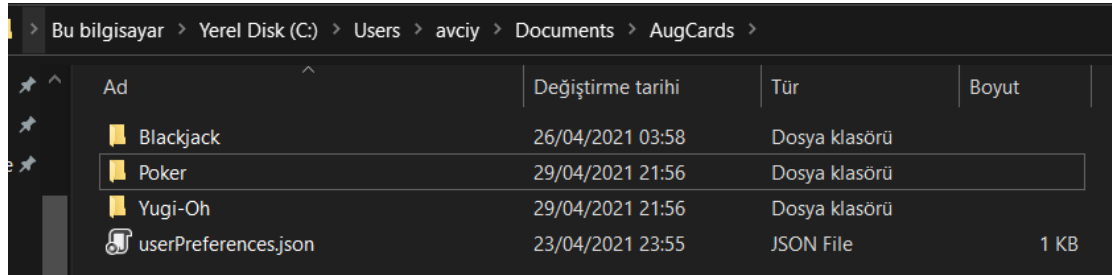 Bu bilgisayar > Yerel Disk (C:) > Users > avciy > Documents > AugCards >
Ad Değiştirme tarihi Tür Boyut
Blackjack 26/04/2021 03:58 Dosya klasörü
Poker 29/04/2021 21:56 Dosya klasörü
Yugi-Oh 29/04/2021 21:56 Dosya klasörü
userPreferences.json 23/04/2021 23:55 JSON File 1 KB